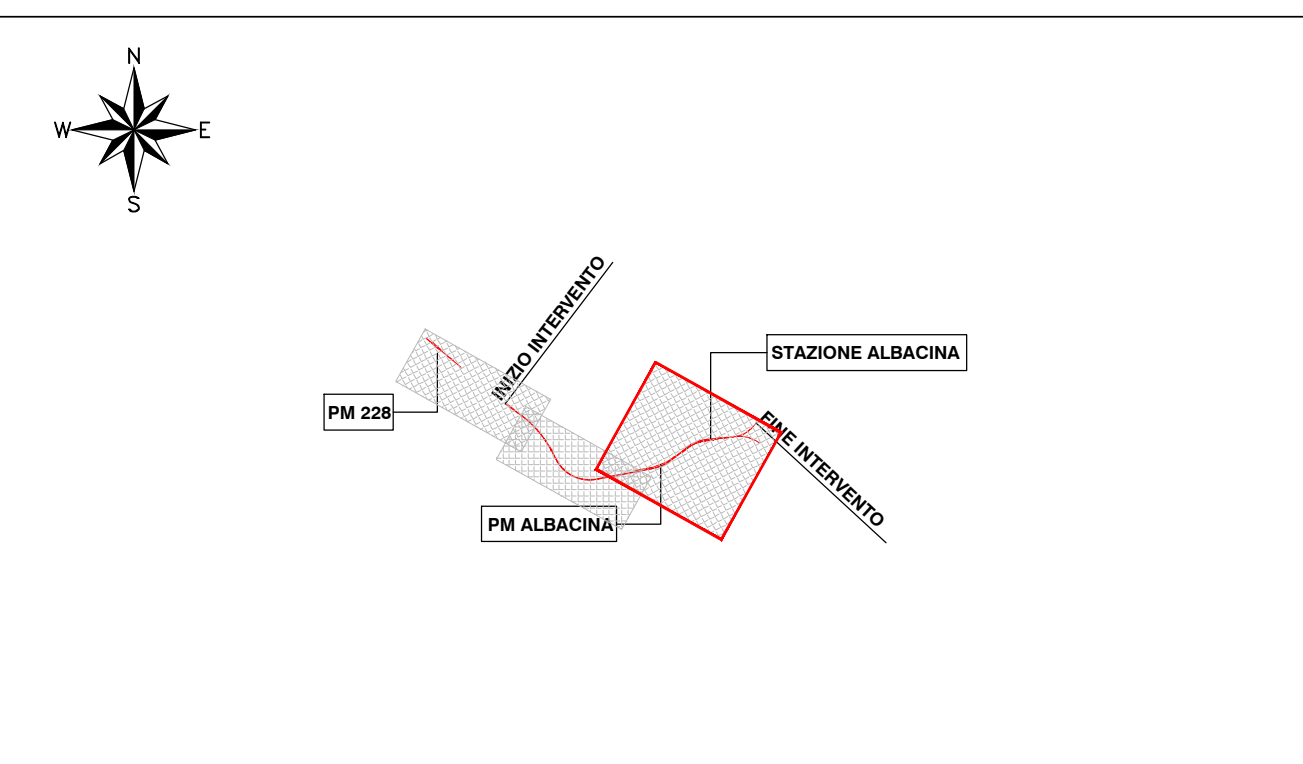 N
W
E
S
INIZIO INTERVENTO
STAZIONE ALBACINA
PM 228
FINE INTERVENTO
PM ALBACINA